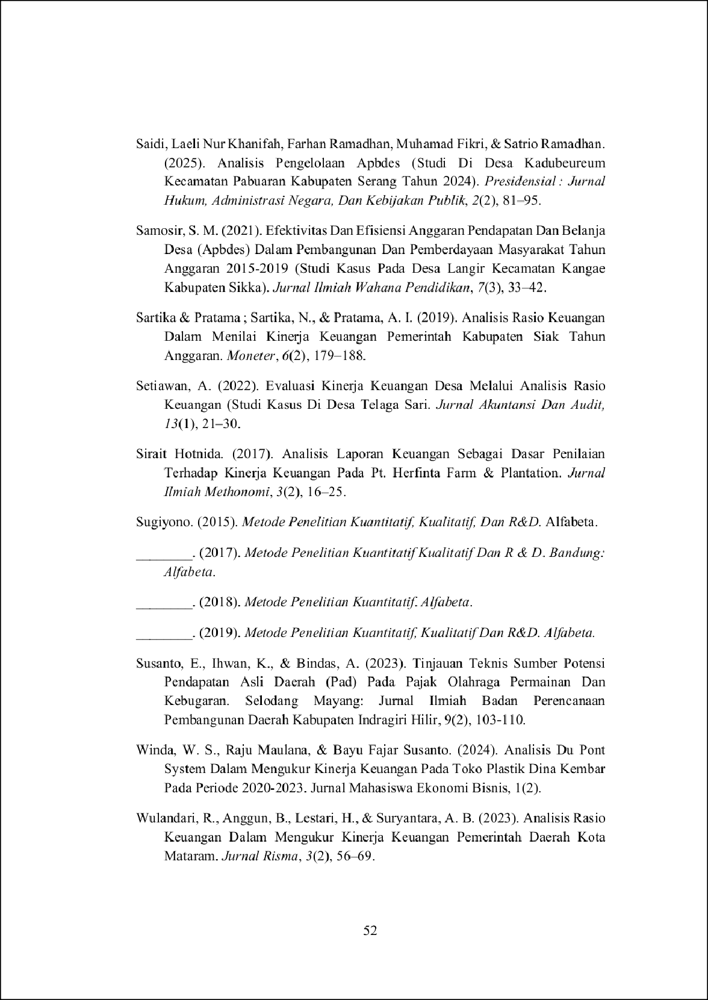 Saidi, Laeli Nur Khanifah, Farhan Ramadhan, Muhamad Fikri, & Satrio Ramadhan.
(2025). Analisis Pengelolaan Apbdes (Studi Di Desa Kadubeureum
Kecamatan Pabuaran Kabupaten Serang Tahun 2024). Presidensial : Jurnal
Hukum, Administrasi Negara, Dan Kebijakan Publik, 2(2), 81–95.
Samosir, S. M. (2021). Efektivitas Dan Efisiensi Anggaran Pendapatan Dan Belanja
Desa (Apbdes) Dalam Pembangunan Dan Pemberdayaan Masyarakat Tahun
Anggaran 2015-2019 (Studi Kasus Pada Desa Langir Kecamatan Kangae
Kabupaten Sikka). Jurnal Ilmiah Wahana Pendidikan, 7(3), 33–42.
Sartika & Pratama ; Sartika, N., & Pratama, A. I. (2019). Analisis Rasio Keuangan
Dalam Menilai Kinerja Keuangan Pemerintah Kabupaten Siak Tahun
Anggaran. Moneter, 6(2), 179–188.
Setiawan, A. (2022). Evaluasi Kinerja Keuangan Desa Melalui Analisis Rasio
Keuangan (Studi Kasus Di Desa Telaga Sari. Jurnal Akuntansi Dan Audit,
13(1), 21–30.
Sirait Hotnida. (2017). Analisis Laporan Keuangan Sebagai Dasar Penilaian
Terhadap Kinerja Keuangan Pada Pt. Herfinta Farm & Plantation. Jurnal
Ilmiah Methonomi, 3(2), 16–25.
Sugiyono. (2015). Metode Penelitian Kuantitatif, Kualitatif, Dan R&D. Alfabeta.
________. (2017). Metode Penelitian Kuantitatif Kualitatif Dan R & D. Bandung:
Alfabeta.
________. (2018). Metode Penelitian Kuantitatif. Alfabeta.
________. (2019). Metode Penelitian Kuantitatif, Kualitatif Dan R&D. Alfabeta.
Susanto, E., Ihwan, K., & Bindas, A. (2023). Tinjauan Teknis Sumber Potensi
Pendapatan Asli Daerah (Pad) Pada Pajak Olahraga Permainan Dan
Kebugaran. Selodang Mayang: Jurnal Ilmiah Badan Perencanaan
Pembangunan Daerah Kabupaten Indragiri Hilir, 9(2), 103-110.
Winda, W. S., Raju Maulana, & Bayu Fajar Susanto. (2024). Analisis Du Pont
System Dalam Mengukur Kinerja Keuangan Pada Toko Plastik Dina Kembar
Pada Periode 2020-2023. Jurnal Mahasiswa Ekonomi Bisnis, 1(2).
Wulandari, R., Anggun, B., Lestari, H., & Suryantara, A. B. (2023). Analisis Rasio
Keuangan Dalam Mengukur Kinerja Keuangan Pemerintah Daerah Kota
Mataram. Jurnal Risma, 3(2), 56–69.
52